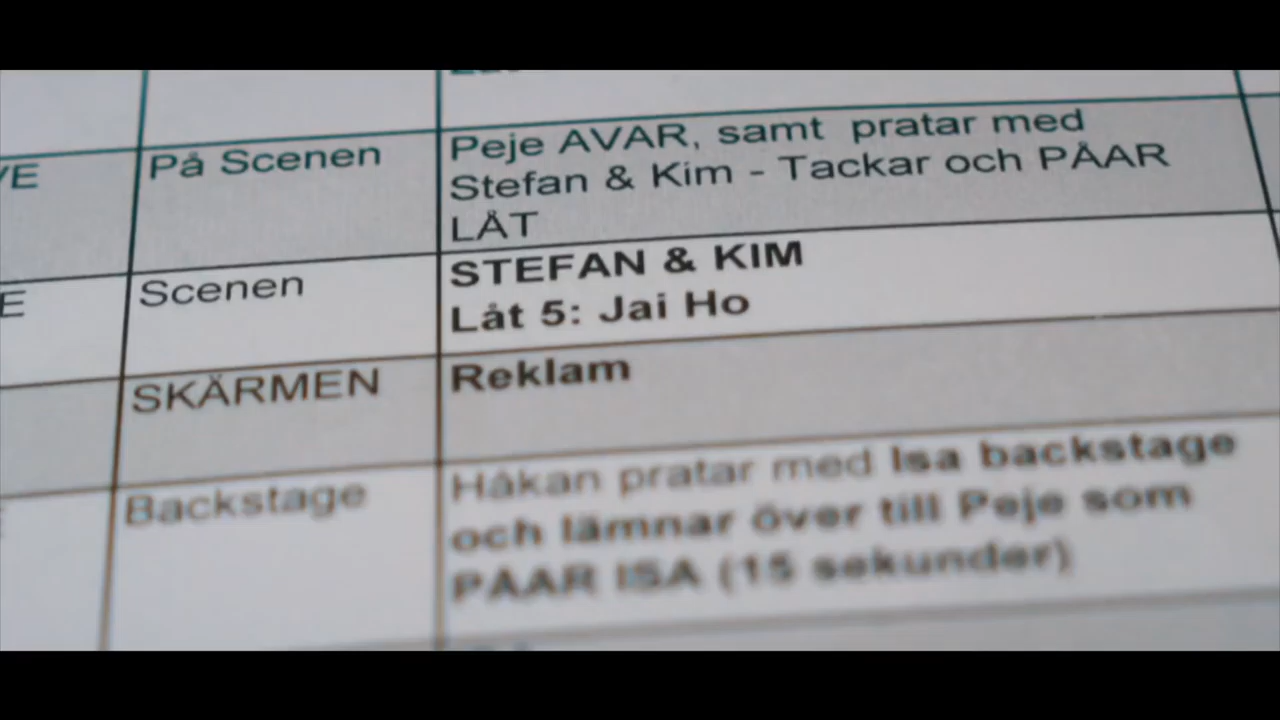 VE
På Scenen
Peje AVAR, samt pratar med
Stefan & Kim - Tackar och PÅAR
LÅT
E
Scenen
STEFAN & KIM
Låt 5: Jai Ho
SKÄRMEN
Reklam
Backstage
Håkan pratar med Isa backstage
och lämnar över till Peje som
PÅAR ISA (15 sekunder)